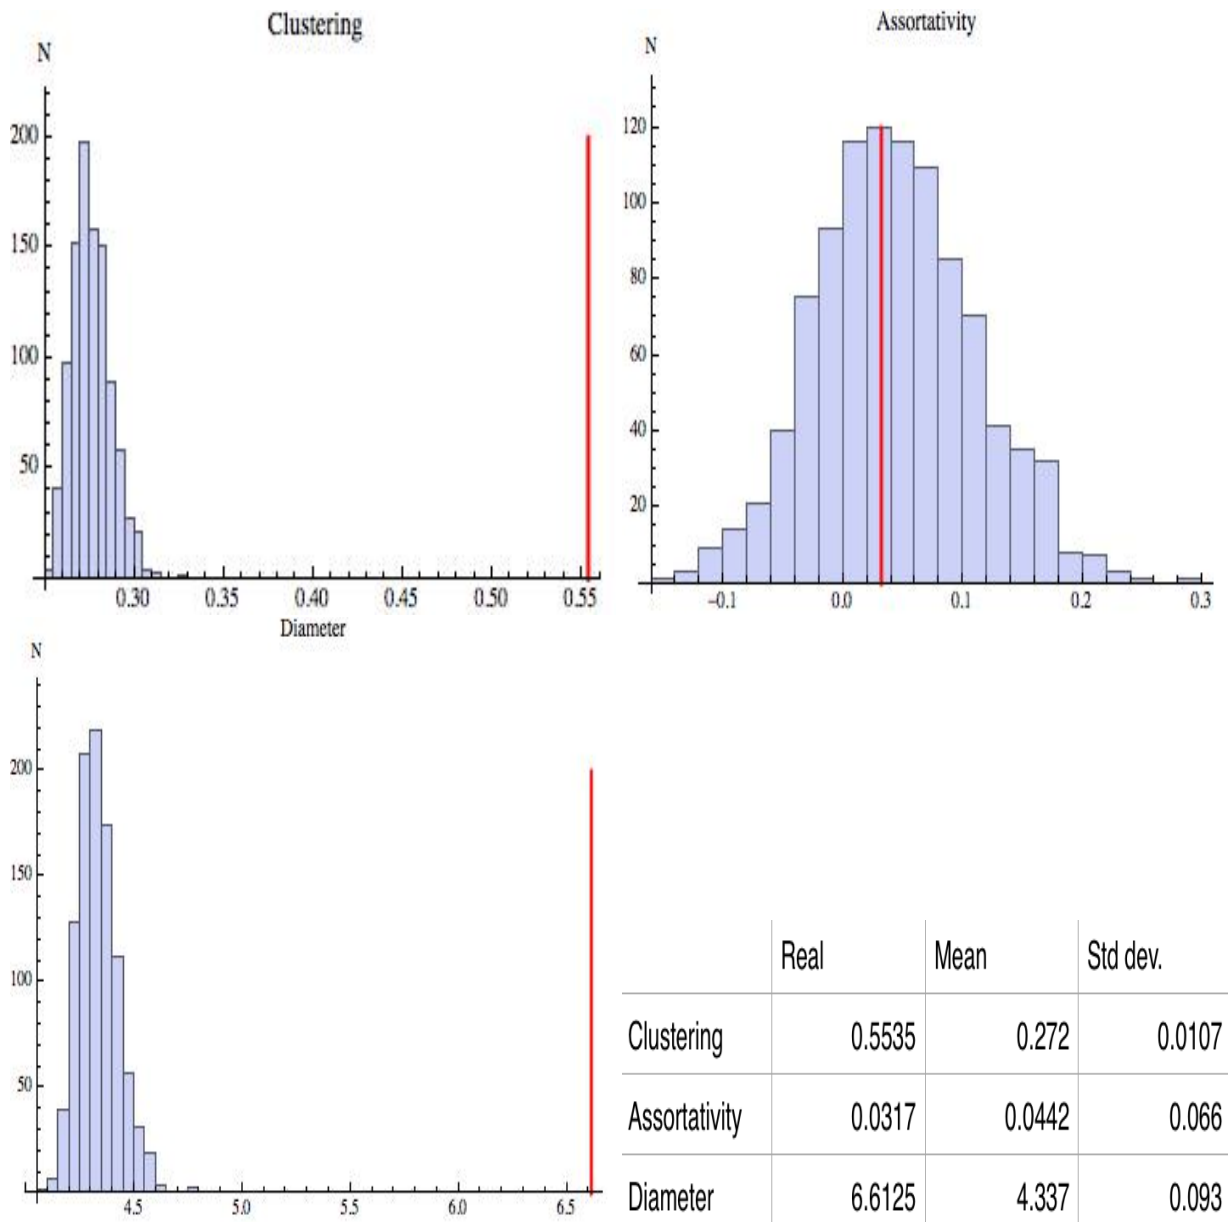 Clustering
N
200
150
100
50
0.30 0.35 0.40 0.45 0.50 0.55
Assortativity
N
120
100
80
60
40
20
−0.1 0.0 0.1 0.2 0.3
Diameter
N
200
150
100
50
4.5 5.0 5.5 6.0 6.5
Real Mean Std dev.
Clustering 0.5535 0.272 0.0107
Assortativity 0.0317 0.0442 0.066
Diameter 6.6125 4.337 0.093